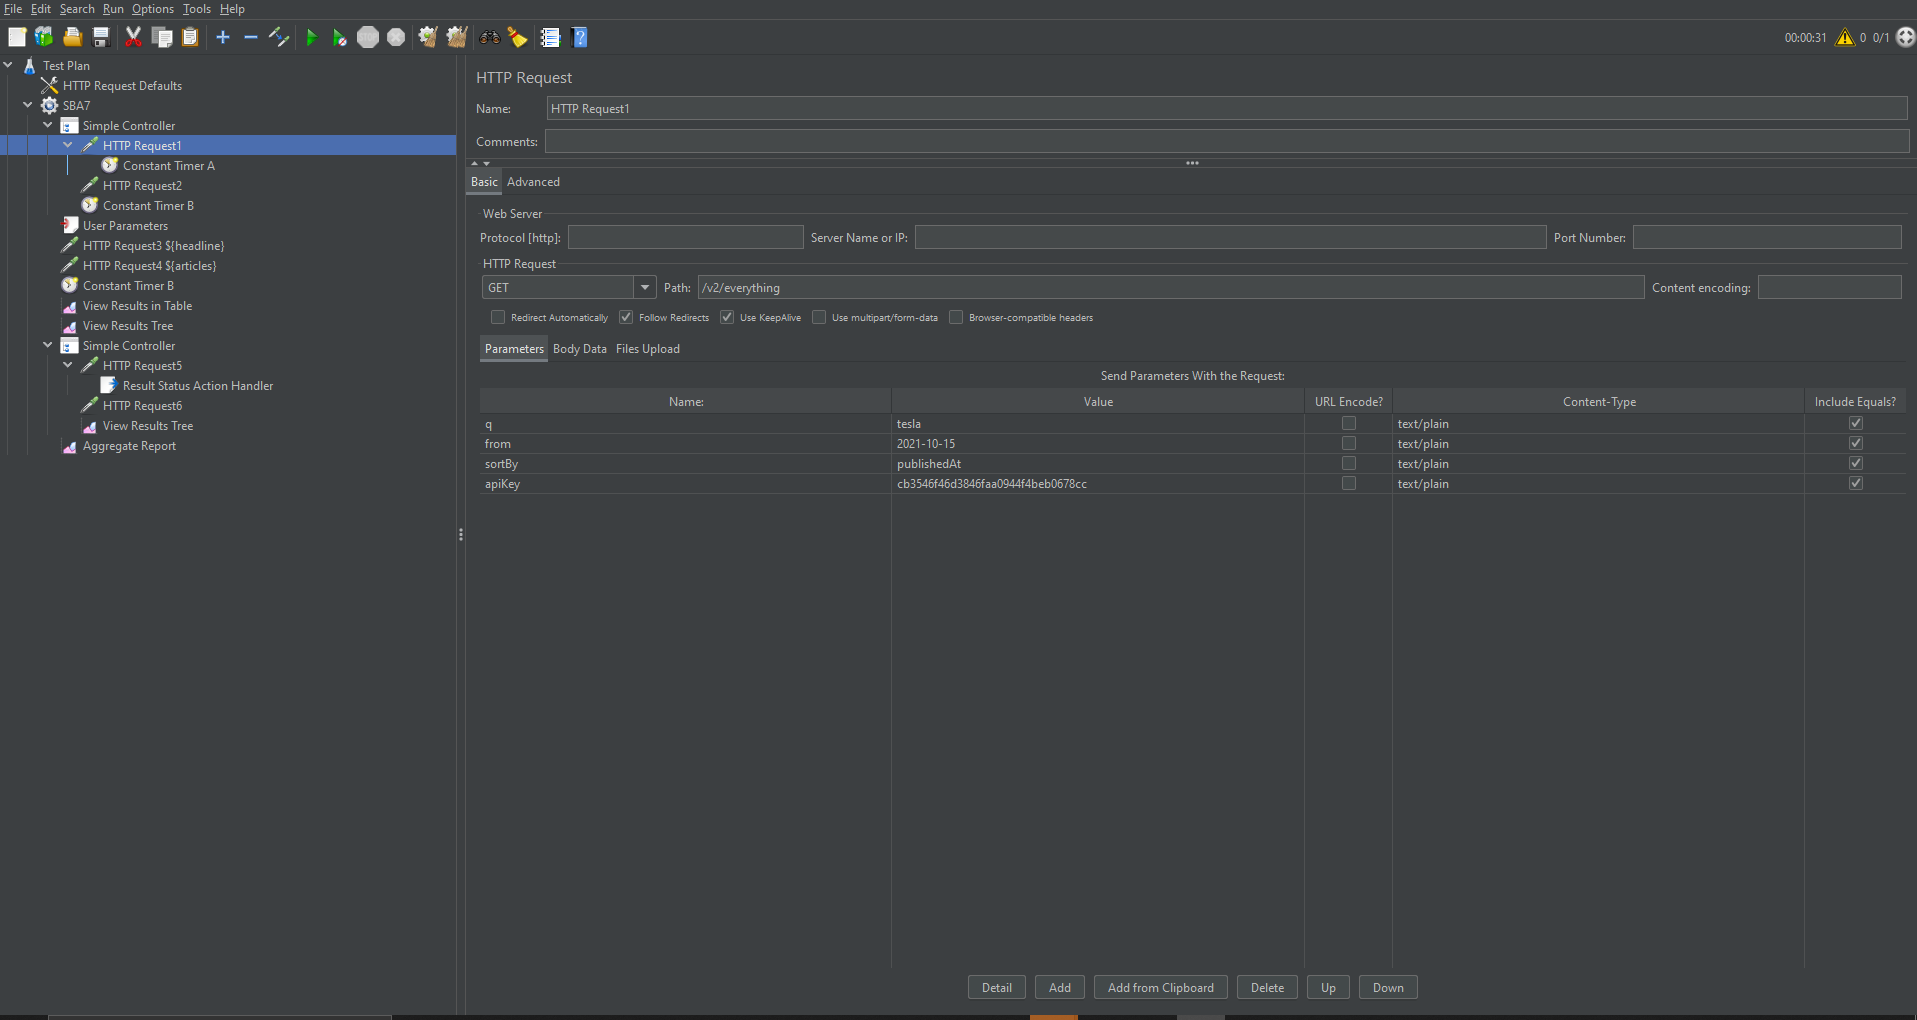 File Edit Search Run Options Tools Help
00:00:31 0 0/1
Test Plan
HTTP Request Defaults
SBA7
Simple Controller
HTTP Request1
Constant Timer A
HTTP Request2
Constant Timer B
User Parameters
HTTP Request3 ${headline}
HTTP Request4 ${articles}
Constant Timer B
View Results in Table
View Results Tree
Simple Controller
HTTP Request5
Result Status Action Handler
HTTP Request6
View Results Tree
Aggregate Report
HTTP Request
Name: HTTP Request1
Comments:
Basic Advanced
Web Server
Protocol [http]: Server Name or IP: Port Number:
HTTP Request
GET Path: /v2/everything Content encoding:
Redirect Automatically Follow Redirects Use KeepAlive Use multipart/form-data Browser-compatible headers
Parameters Body Data Files Upload
Send Parameters With the Request:
Name: Value URL Encode? Content-Type Include Equals?
q tesla text/plain
from 2021-10-15 text/plain
sortBy publishedAt text/plain
apiKey cb3546f46d3846faa0944f4beb0678cc text/plain
Detail Add Add from Clipboard Delete Up Down